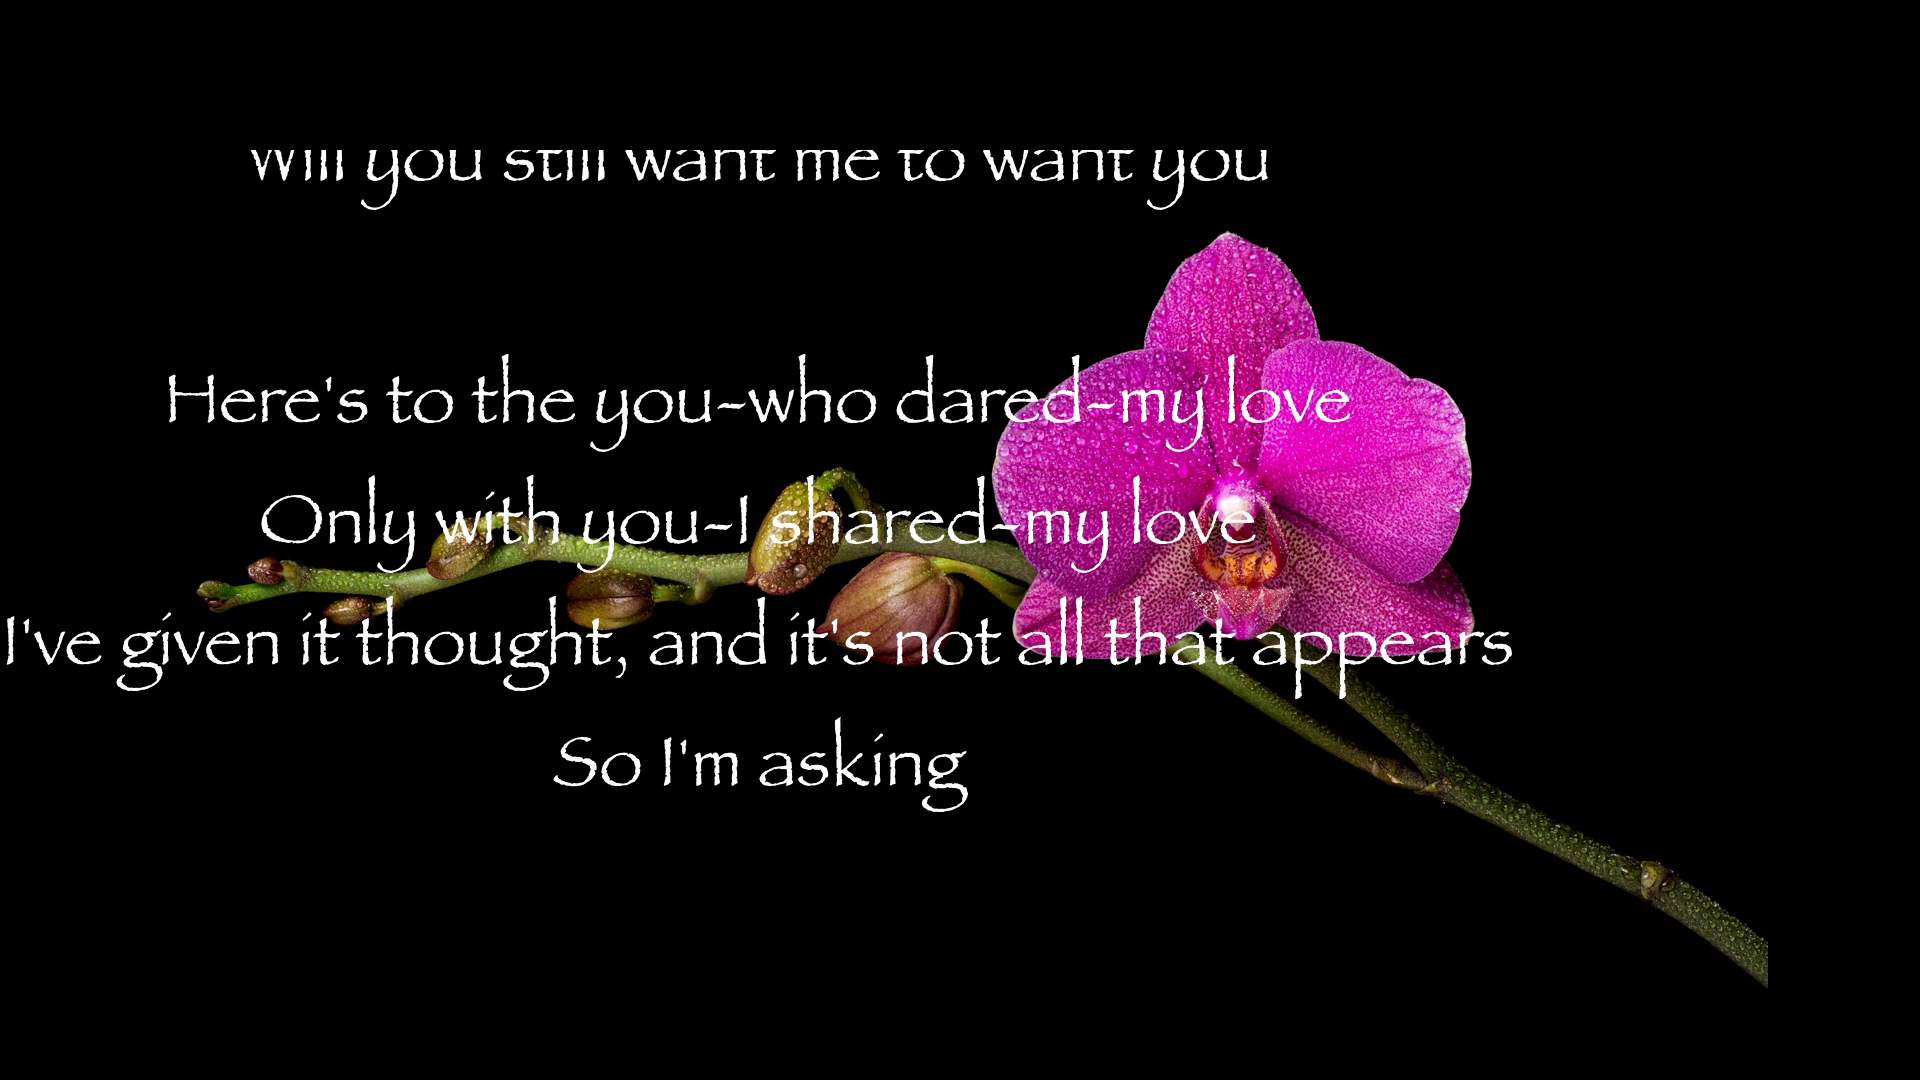 Will you still want me to want you
Here's to the you-who dared-my love
Only with you-I shared-my love
I've given it thought, and it's not all that appears
So I'm asking